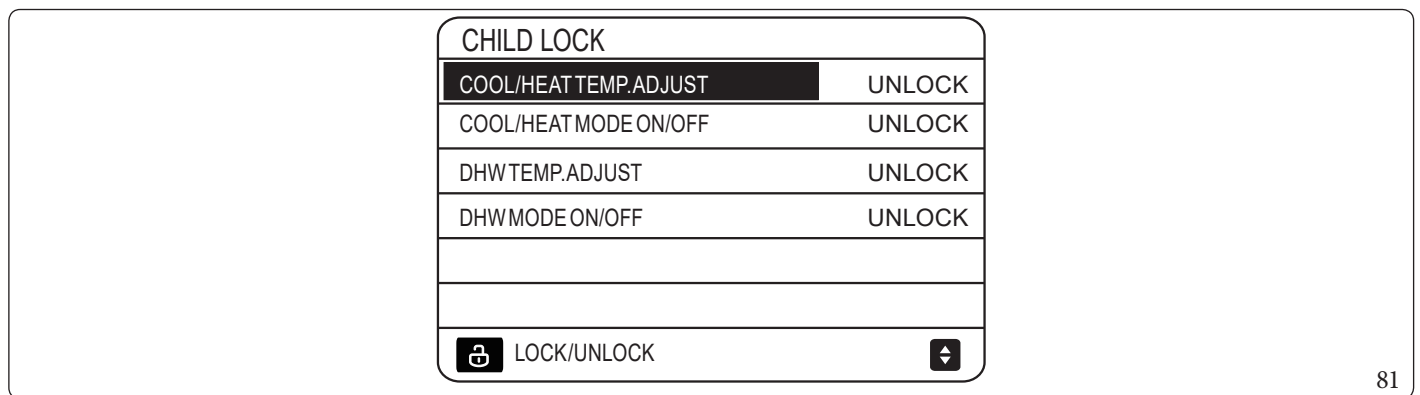 CHILD LOCK
COOL/HEAT TEMP.ADJUST UNLOCK
COOL/HEAT MODE ON/OFF UNLOCK
DHW TEMP.ADJUST UNLOCK
DHW MODE ON/OFF UNLOCK
LOCK/UNLOCK
81